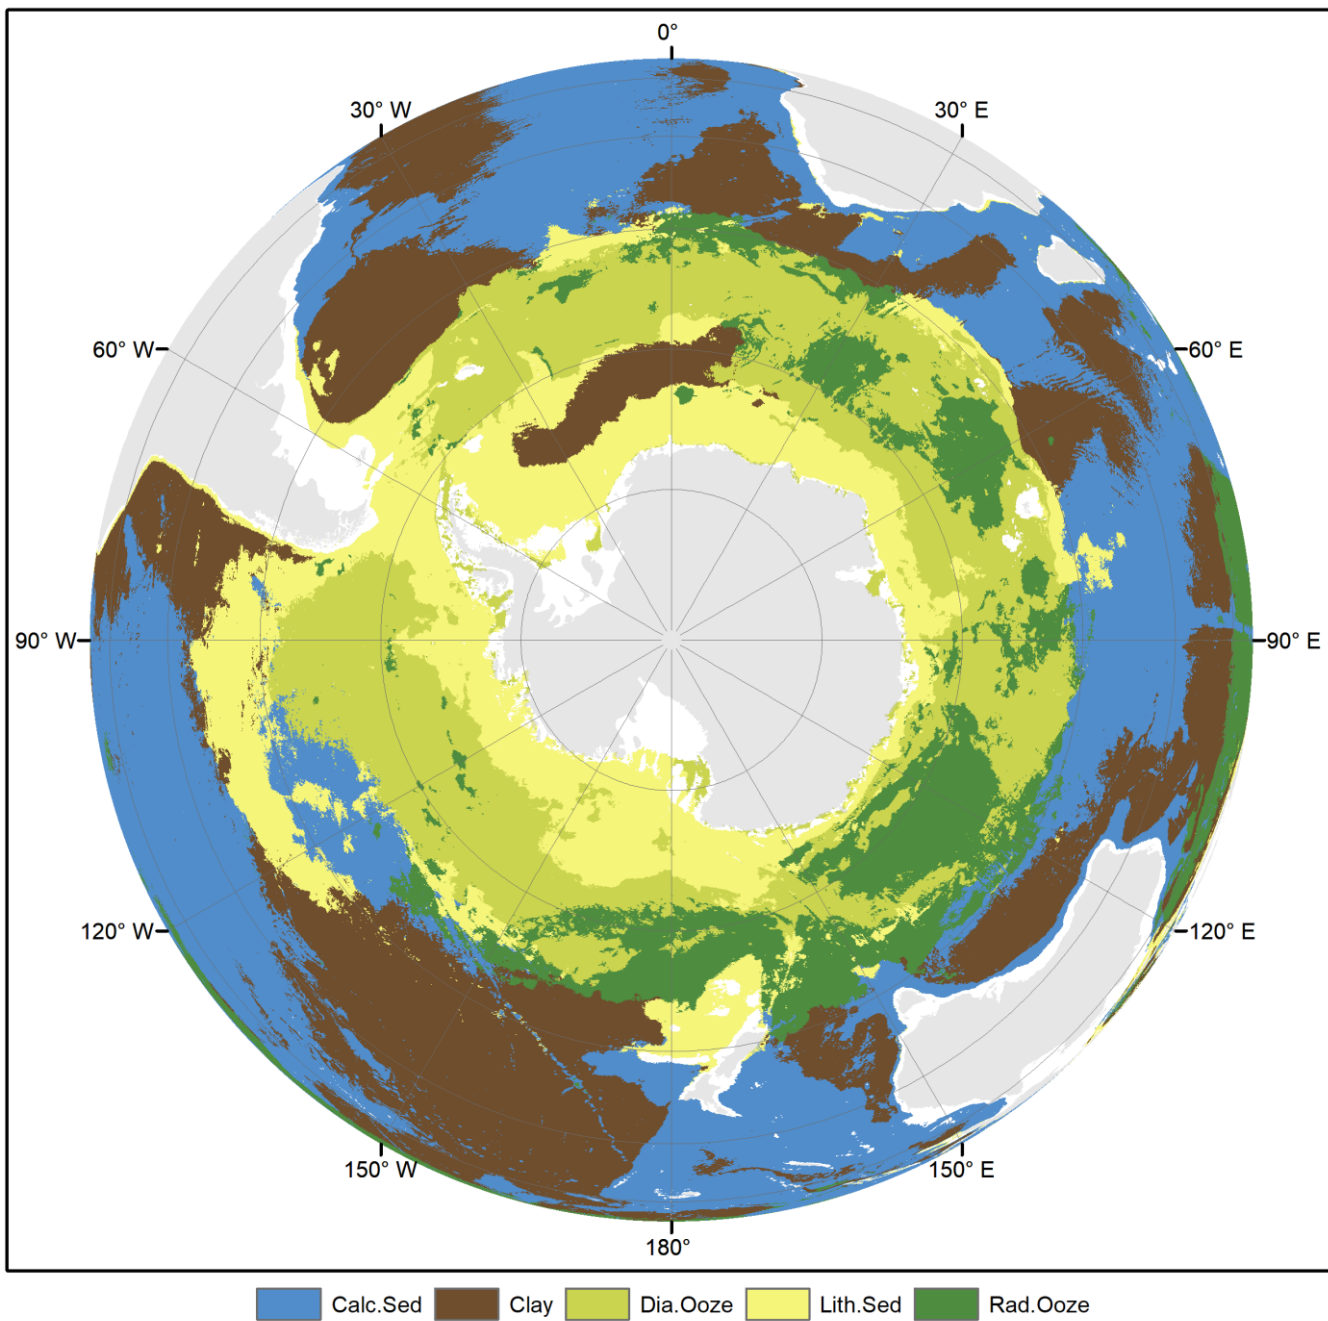 0°
30° W
30° E
60° W
60° E
90° W
90° E
120° W
120° E
150° W
150° E
180°
Calc.Sed Clay Dia.Ooze Lith.Sed Rad.Ooze